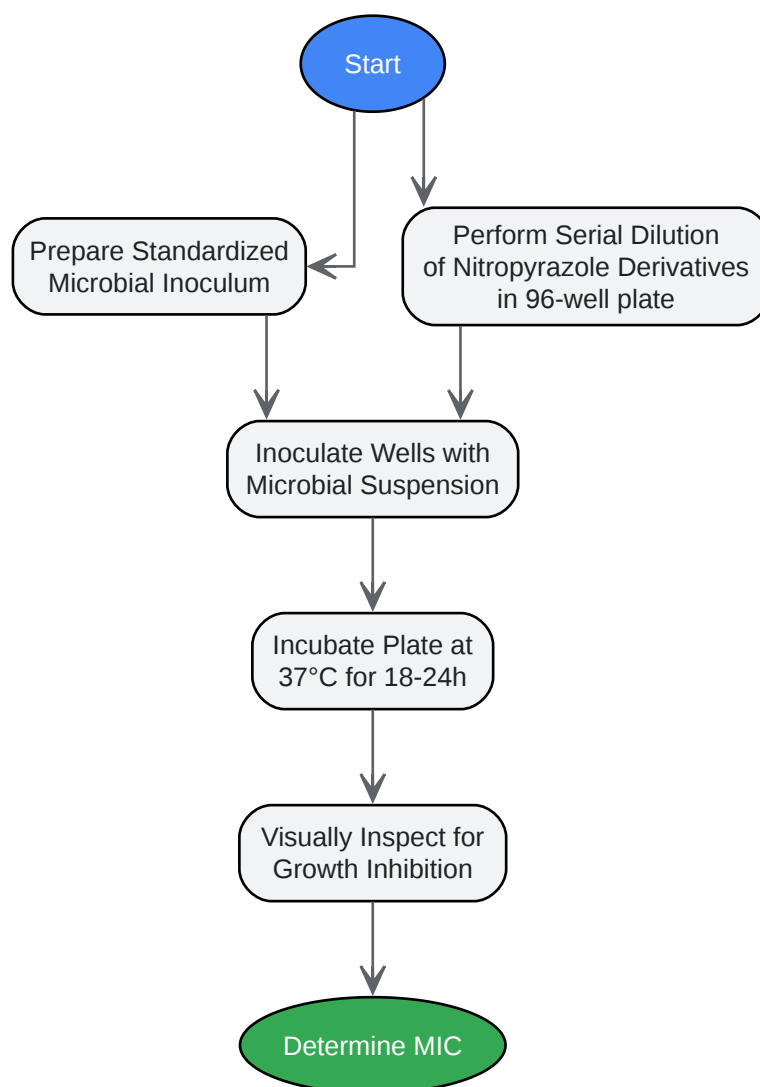 Start
Prepare Standardized
Microbial Inoculum
Perform Serial Dilution
of Nitropyrazole Derivatives
in 96-well plate
Inoculate Wells with
Microbial Suspension
Incubate Plate at
37°C for 18-24h
Visually Inspect for
Growth Inhibition
Determine MIC